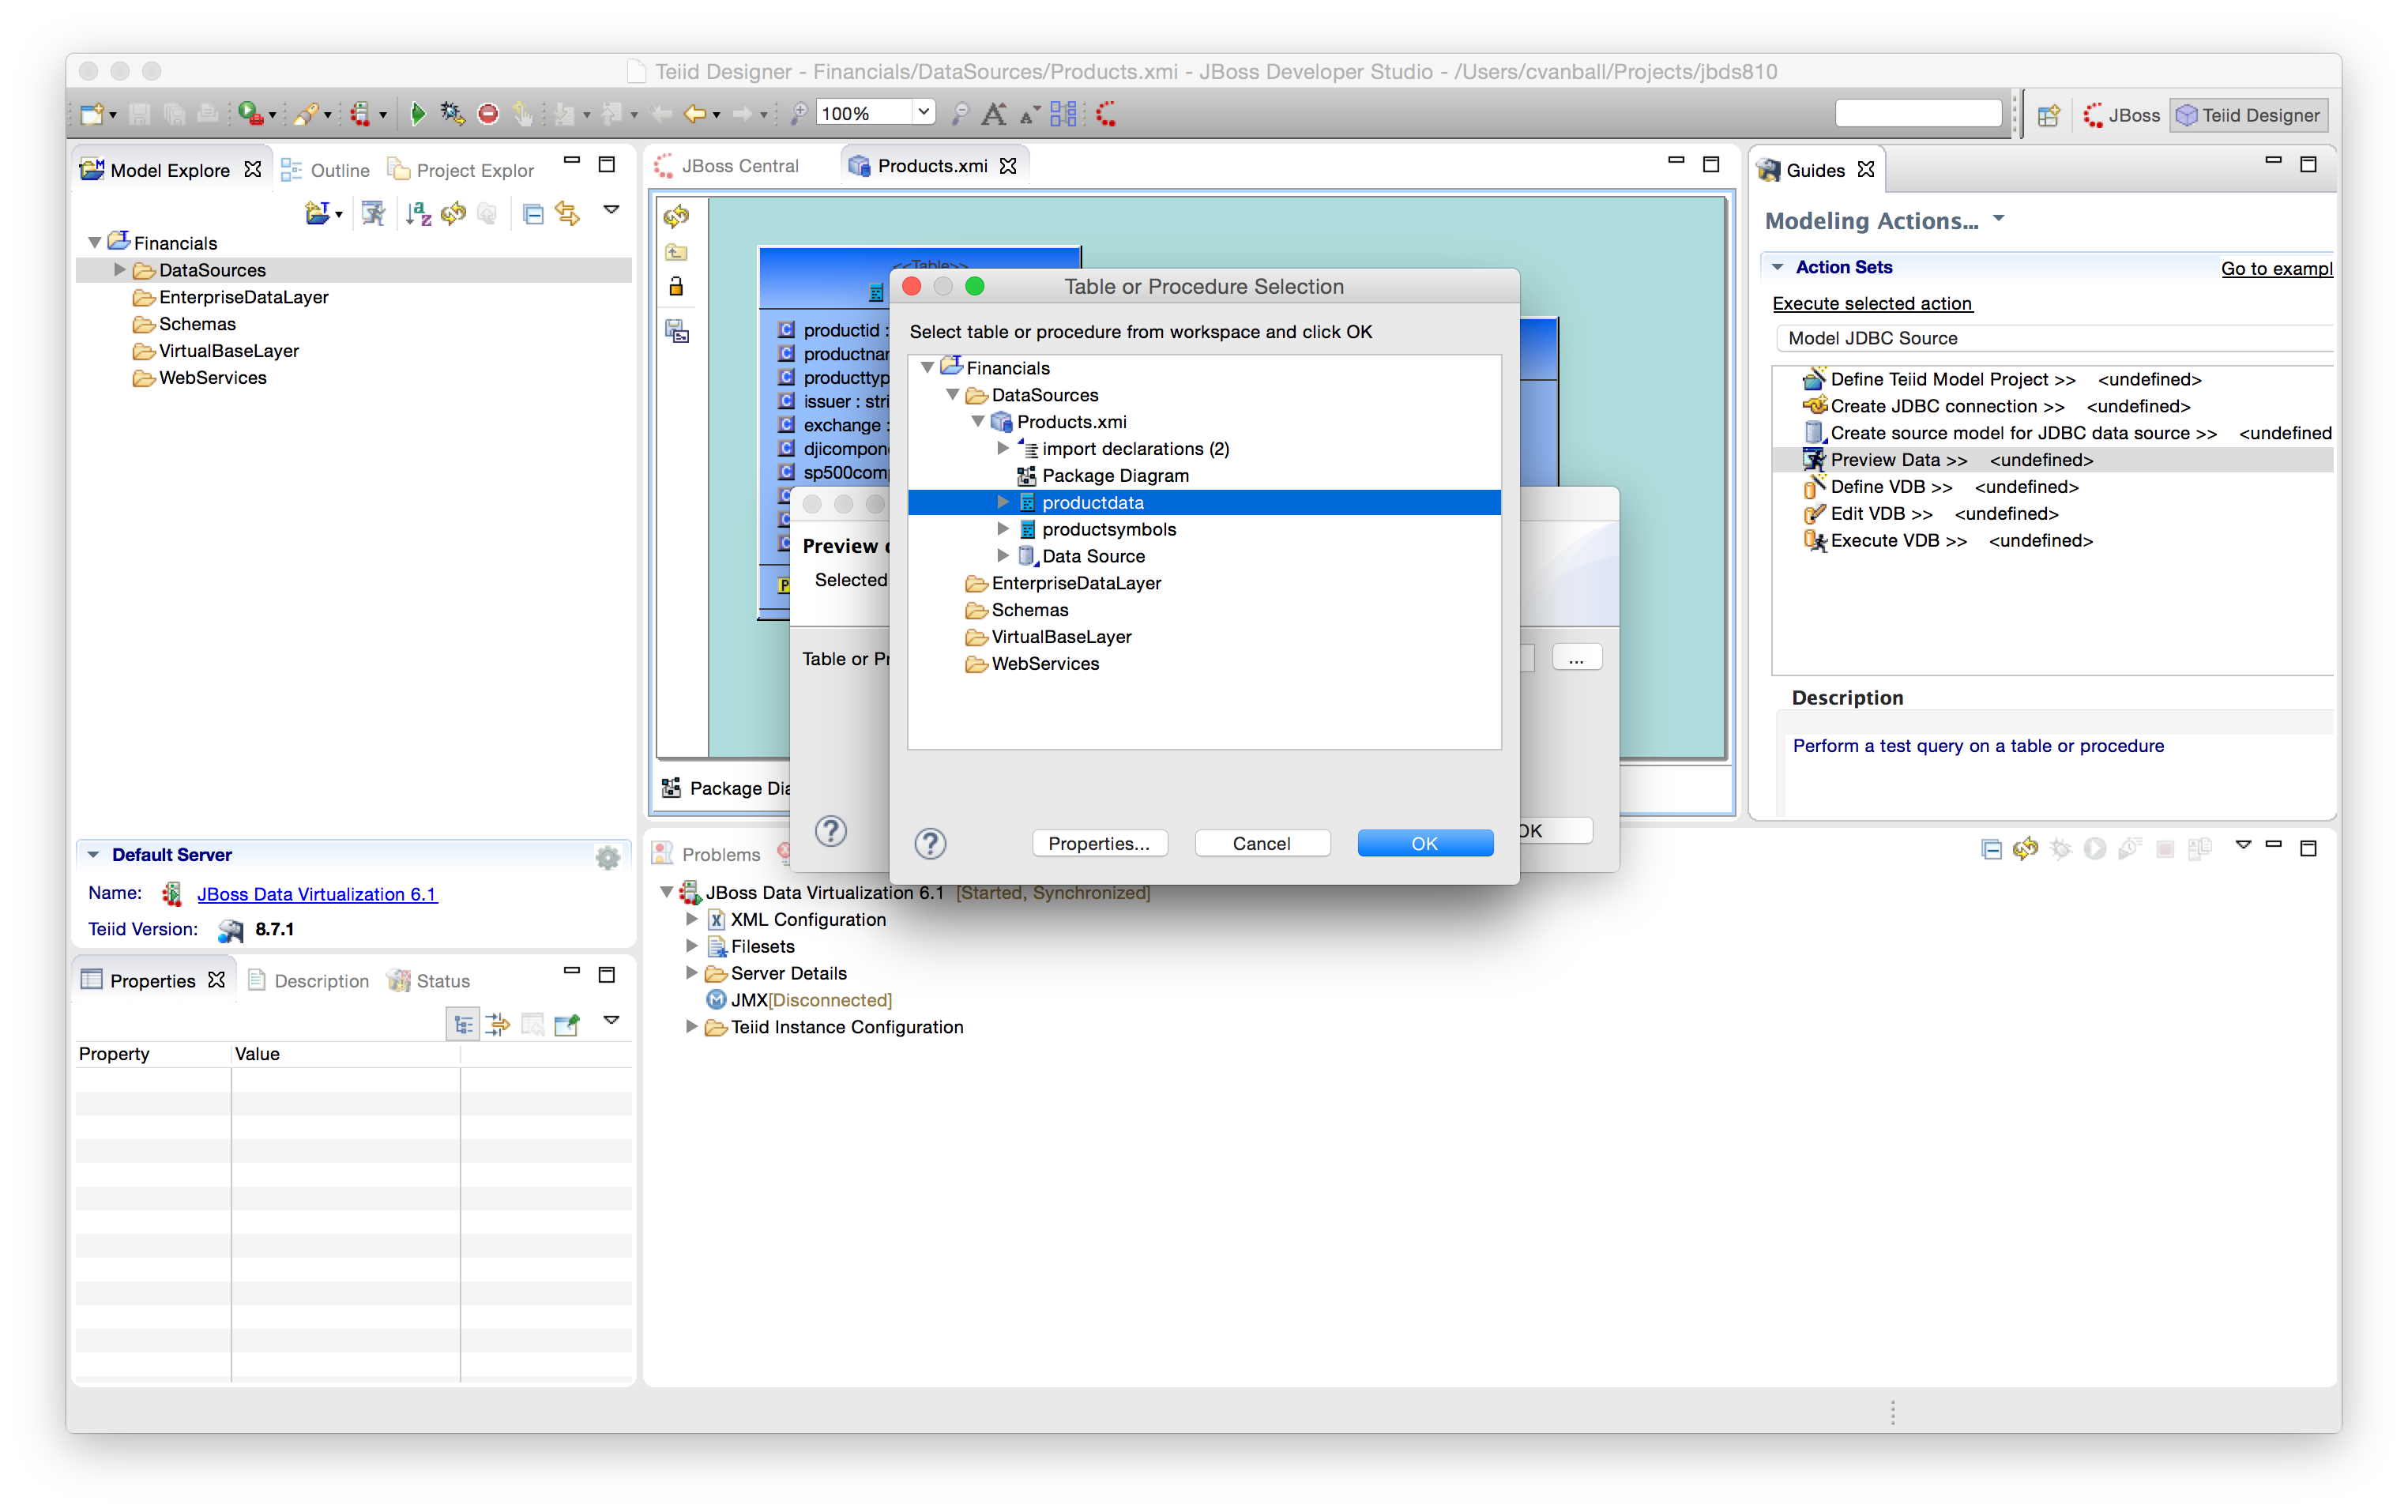 Teiid Designer - Financials/DataSources/Products.xmi - JBoss Developer Studio - /Users/cvanball/Projects/jbds810
100%
JBoss
Teiid Designer
Model Explore
Outline
Project Explor
Financials
DataSources
EnterpriseDataLayer
Schemas
VirtualBaseLayer
WebServices
Default Server
Name: JBoss Data Virtualization 6.1
Teiid Version: 8.7.1
Properties
Description
Status
Property Value
JBoss Central
Products.xmi
<<Table>>
productid :
productnar
producttyp
issuer : stri
exchange :
djicompone
sp500comp
Package Dia
Preview
Selected
Table or Pr
...
OK
Table or Procedure Selection
Select table or procedure from workspace and click OK
Financials
DataSources
Products.xmi
import declarations (2)
Package Diagram
productdata
productsymbols
Data Source
EnterpriseDataLayer
Schemas
VirtualBaseLayer
WebServices
Properties...
Cancel
OK
Problems
JBoss Data Virtualization 6.1 [Started, Synchronized]
XML Configuration
Filesets
Server Details
JMX[Disconnected]
Teiid Instance Configuration
Guides
Modeling Actions...
Action Sets
Go to exampl
Execute selected action
Model JDBC Source
Define Teiid Model Project >> <undefined>
Create JDBC connection >> <undefined>
Create source model for JDBC data source >> <undefined
Preview Data >> <undefined>
Define VDB >> <undefined>
Edit VDB >> <undefined>
Execute VDB >> <undefined>
Description
Perform a test query on a table or procedure